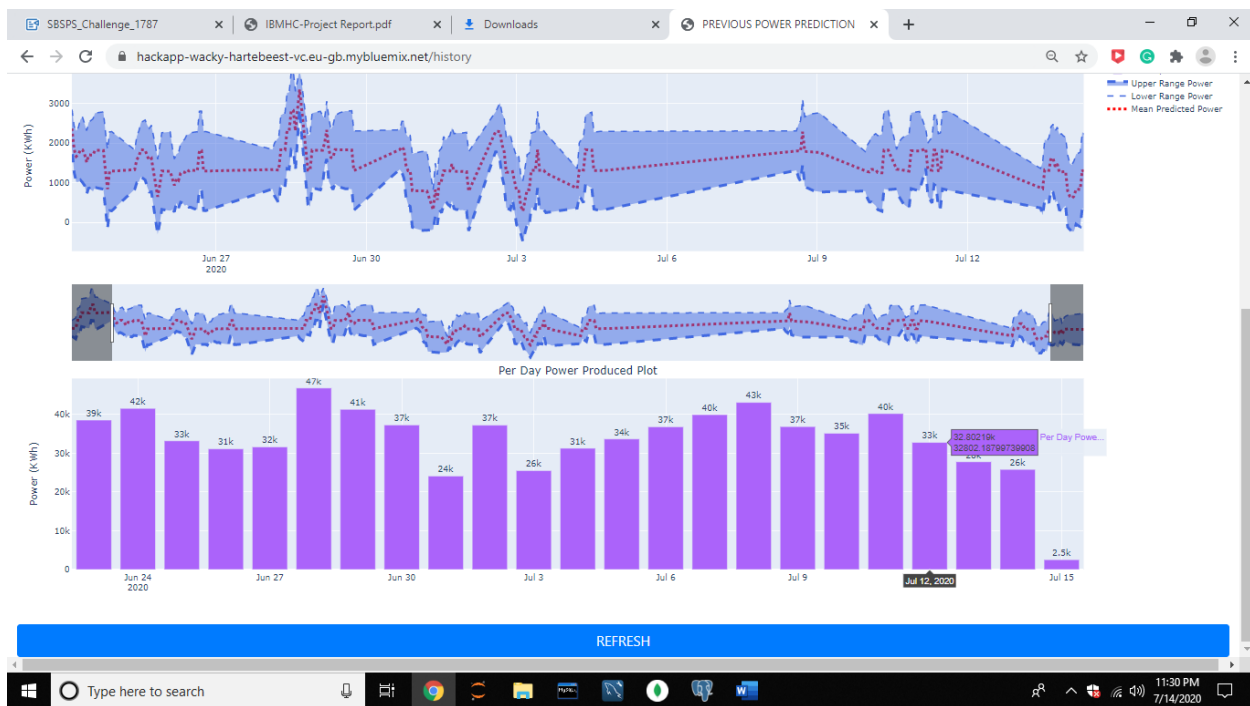 SBSPS_Challenge_1787
IBMHC-Project Report.pdf
Downloads
PREVIOUS POWER PREDICTION
hackapp-wacky-hartebeest-vc.eu-gb.mybluemix.net/history
Upper Range Power
Lower Range Power
Mean Predicted Power
Power (KWh)
3000
2000
1000
0
Jun 27
2020
Jun 30
Jul 3
Jul 6
Jul 9
Jul 12
Per Day Power Produced Plot
Power (KWh)
40k
30k
20k
10k
0
39k
42k
33k
31k
32k
47k
41k
37k
24k
37k
26k
31k
34k
37k
40k
43k
37k
35k
40k
33k
26k
2.5k
32.80219k
32802.18799739908
Per Day Powe...
Jun 24
2020
Jun 27
Jun 30
Jul 3
Jul 6
Jul 9
Jul 12, 2020
Jul 15
REFRESH
Type here to search
MySQL
11:30 PM
7/14/2020